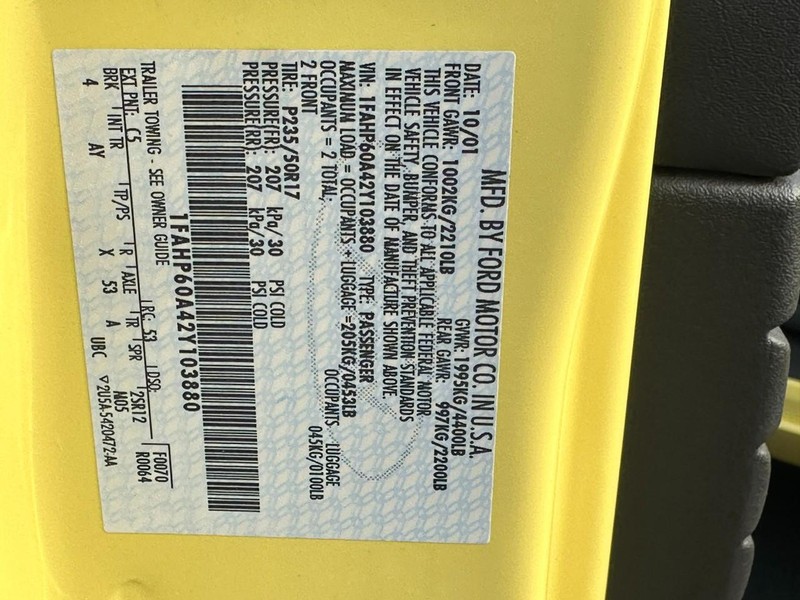 MFD. BY FORD MOTOR CO. IN U.S.A.
DATE: 10/01 GVWR: 1995KG/4400LB
FRONT GAWR: 1002KG/2210LB REAR GAWR: 997KG/2200LB
THIS VEHICLE CONFORMS TO ALL APPLICABLE FEDERAL MOTOR
VEHICLE SAFETY, BUMPER, AND THEFT PREVENTION STANDARDS
IN EFFECT ON THE DATE OF MANUFACTURE SHOWN ABOVE.
VIN: 1FAHP60A42Y103880 TYPE: PASSENGER
MAXIMUM LOAD = OCCUPANTS + LUGGAGE = 205KG/0453LB
OCCUPANTS = 2 TOTAL; OCCUPANTS LUGGAGE
2 FRONT 045KG/0100LB
TIRE: P235/50R17
PRESSURE(FR): 207 kPa/30 PSI COLD
PRESSURE(RR): 207 kPa/30 PSI COLD
1FAHP60A42Y103880
TRAILER TOWING - SEE OWNER GUIDE
EXT PNT: C5 RC: 53 DSO: F0070
BRK INT TR TP/PS R AXLE TR SPR 2SR12 R0064
4 AY X 53 A M05
UBC 2U5A-5420472-AA